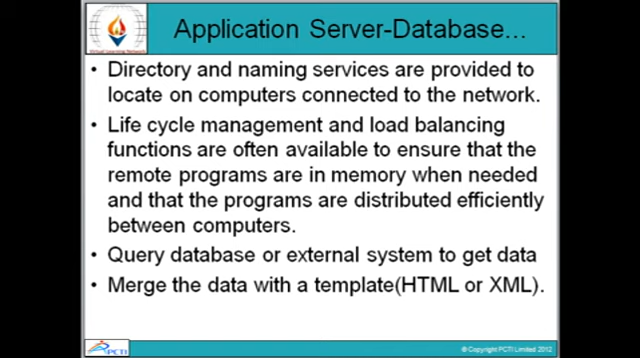 Application Server-Database...
Virtual Learning Network
• Directory and naming services are provided to
locate on computers connected to the network.
• Life cycle management and load balancing
functions are often available to ensure that the
remote programs are in memory when needed
and that the programs are distributed efficiently
between computers.
• Query database or external system to get data
• Merge the data with a template(HTML or XML).
PCTI
© Copyright PCTI Limited 2012